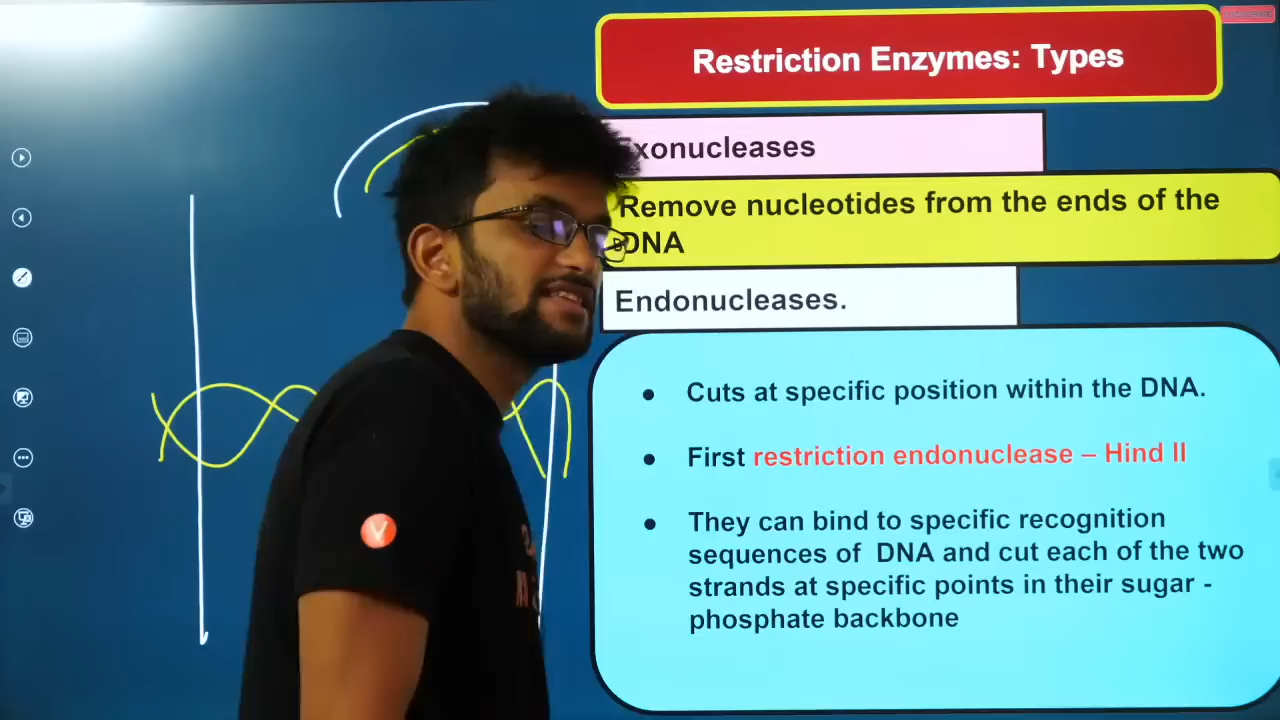 Restriction Enzymes: Types
Exonucleases
Remove nucleotides from the ends of the
DNA
Endonucleases.
● Cuts at specific position within the DNA.
● First restriction endonuclease – Hind II
● They can bind to specific recognition
sequences of DNA and cut each of the two
strands at specific points in their sugar -
phosphate backbone
V